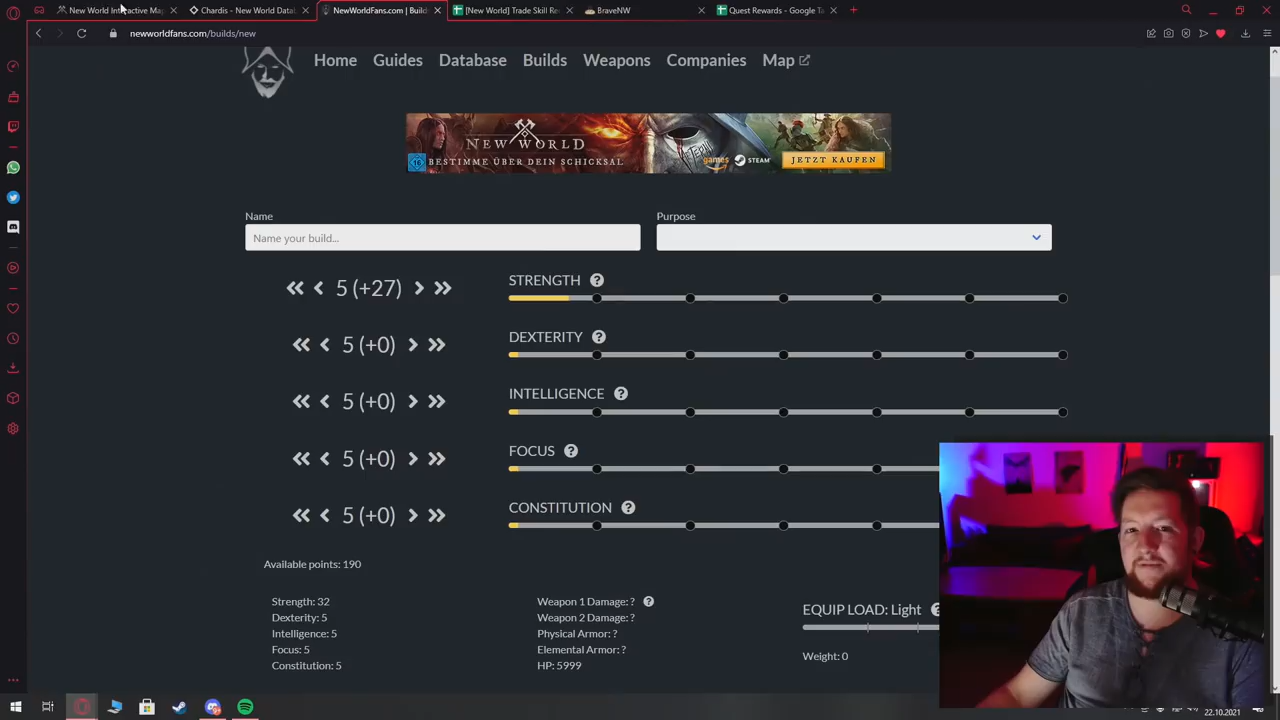 New World Interactive Map
Chardis - New World Datab
NewWorldFans.com | Build
[New World] Trade Skill Re
BraveNW
Quest Rewards - Google Ta
newworldfans.com/builds/new
Home
Guides
Database
Builds
Weapons
Companies
Map
NEW WORLD
BESTIMME ÜBER DEIN SCHICKSAL
games
STEAM
JETZT KAUFEN
Name
Purpose
Name your build...
5 (+27)
STRENGTH
5 (+0)
DEXTERITY
5 (+0)
INTELLIGENCE
5 (+0)
FOCUS
5 (+0)
CONSTITUTION
Available points: 190
Strength: 32
Dexterity: 5
Intelligence: 5
Focus: 5
Constitution: 5
Weapon 1 Damage: ?
Weapon 2 Damage: ?
Physical Armor: ?
Elemental Armor: ?
HP: 5999
EQUIP LOAD: Light
Weight: 0
22.10.2021